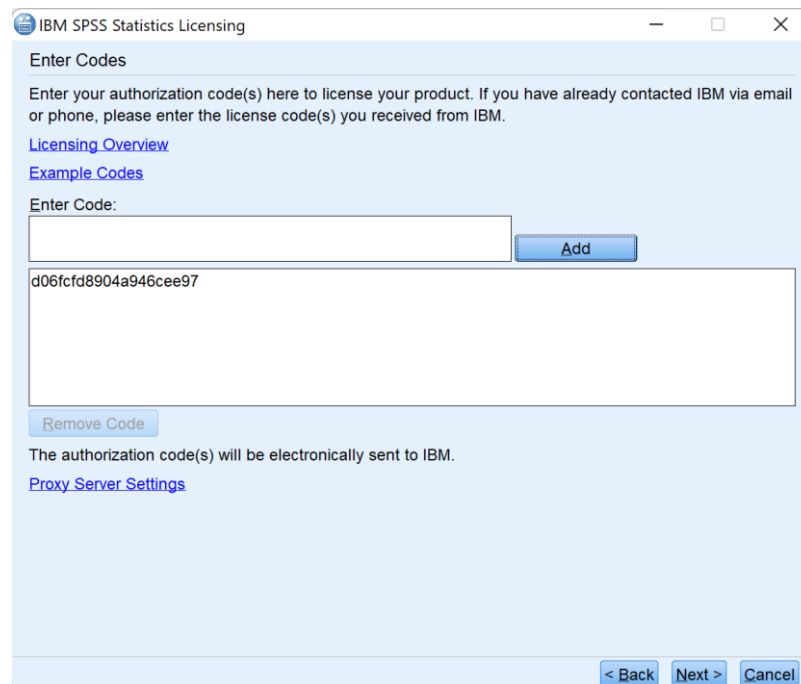 IBM SPSS Statistics Licensing
Enter Codes
Enter your authorization code(s) here to license your product. If you have already contacted IBM via email
or phone, please enter the license code(s) you received from IBM.
Licensing Overview
Example Codes
Enter Code:
Add
d06fcfd8904a946cee97
Remove Code
The authorization code(s) will be electronically sent to IBM.
Proxy Server Settings
< Back Next > Cancel